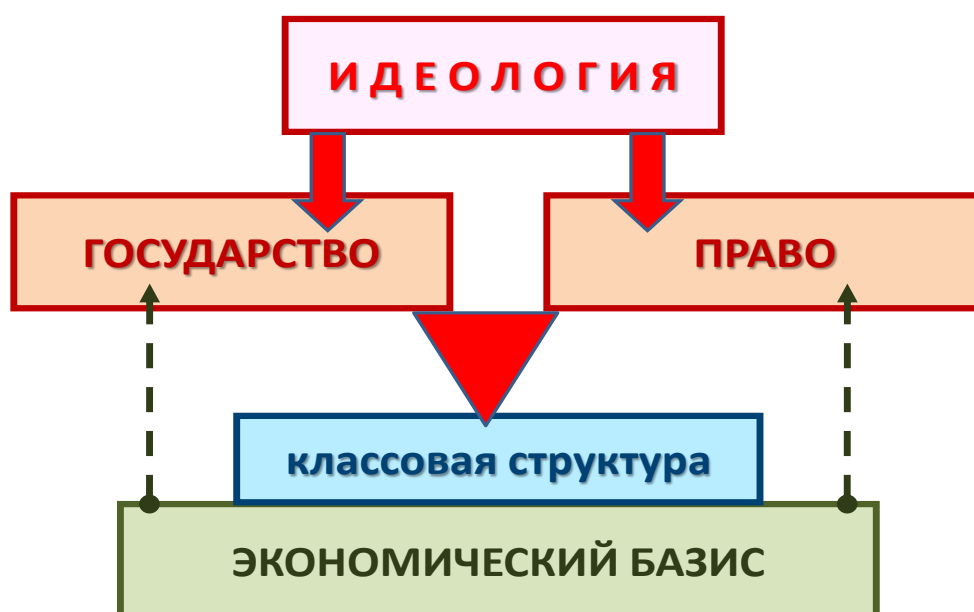 И Д Е О Л О Г И Я
ГОСУДАРСТВО
ПРАВО
классовая структура
ЭКОНОМИЧЕСКИЙ БАЗИС